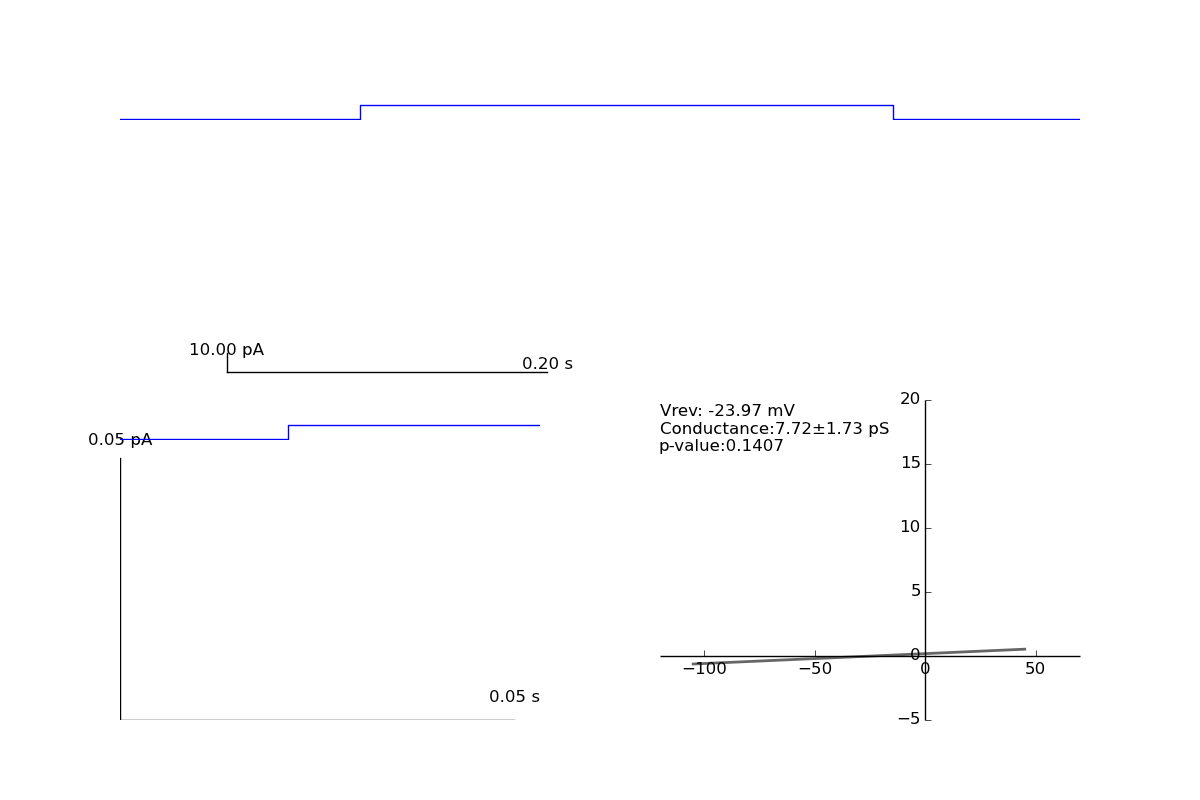 10.00 pA
0.20 s
0.05 pA
0.05 s
Vrev: -23.97 mV
Conductance:7.72±1.73 pS
p-value:0.1407
20
15
10
5
0
−5
−100
−50
0
50